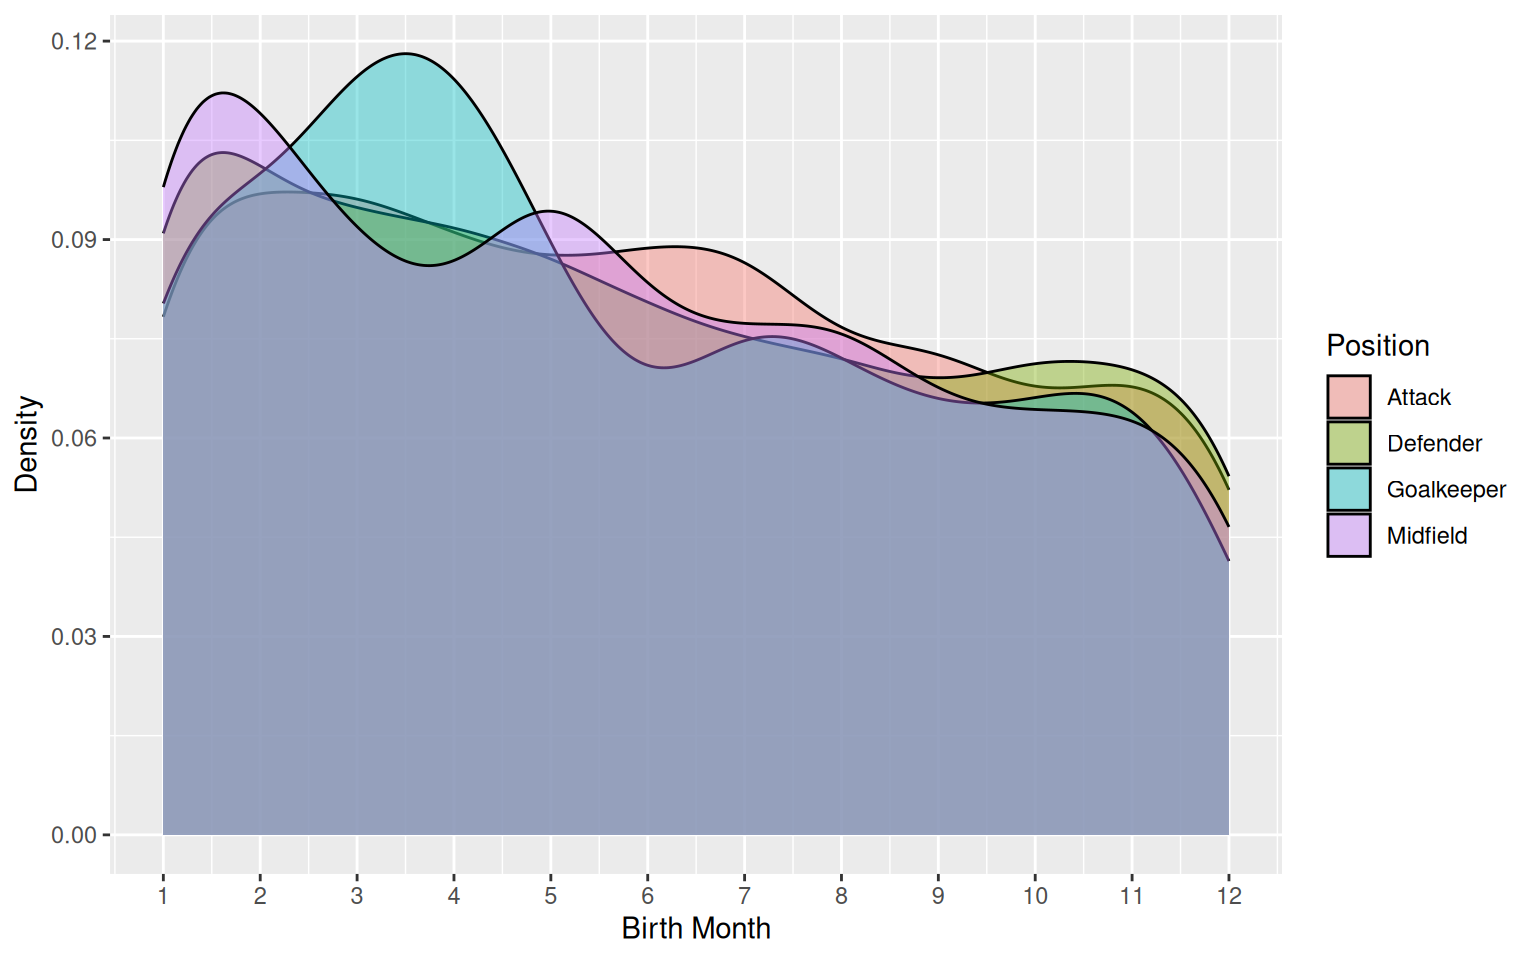 0.12
0.09
0.06
0.03
0.00
Density
1 2 3 4 5 6 7 8 9 10 11 12
Birth Month
Position
Attack
Defender
Goalkeeper
Midfield